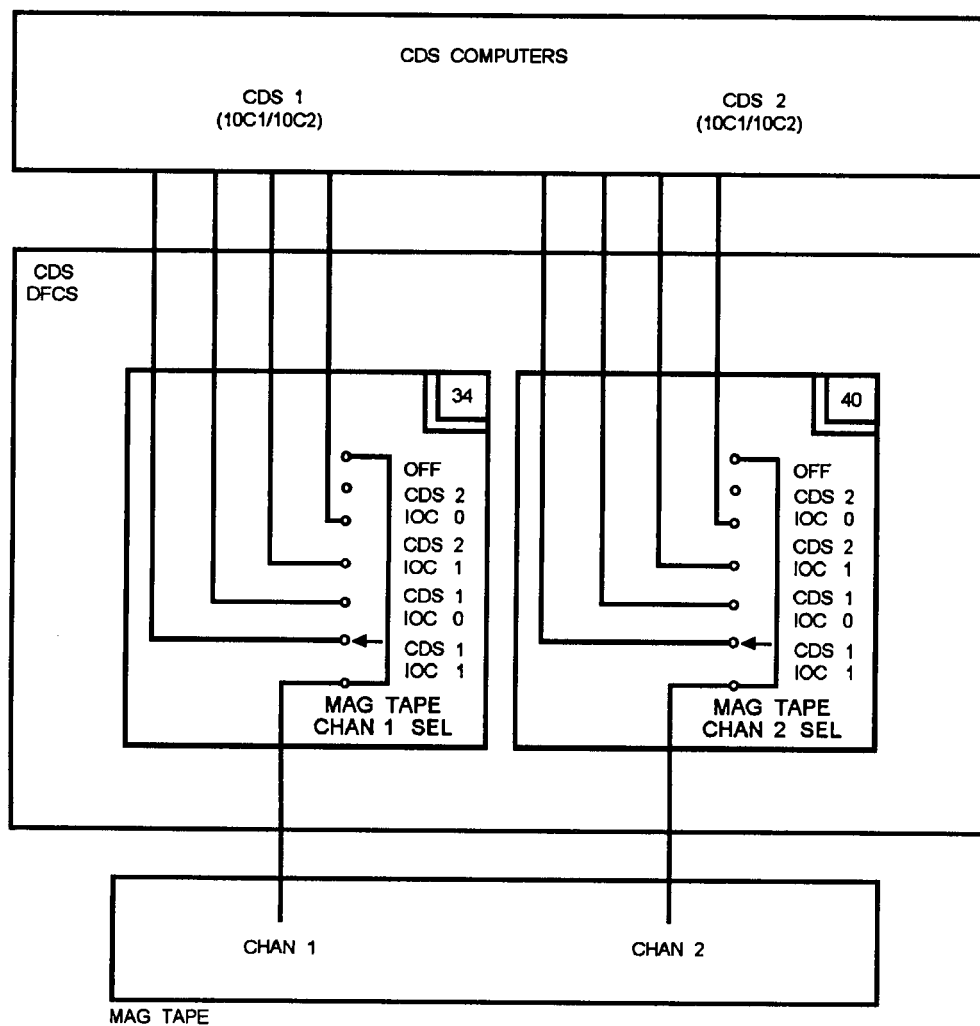 CDS COMPUTERS
CDS 1
(10C1/10C2)
CDS 2
(10C1/10C2)
CDS
DFCS
34
OFF
CDS 2
IOC 0
CDS 2
IOC 1
CDS 1
IOC 0
CDS 1
IOC 1
MAG TAPE
CHAN 1 SEL
40
OFF
CDS 2
IOC 0
CDS 2
IOC 1
CDS 1
IOC 0
CDS 1
IOC 1
MAG TAPE
CHAN 2 SEL
CHAN 1
CHAN 2
MAG TAPE